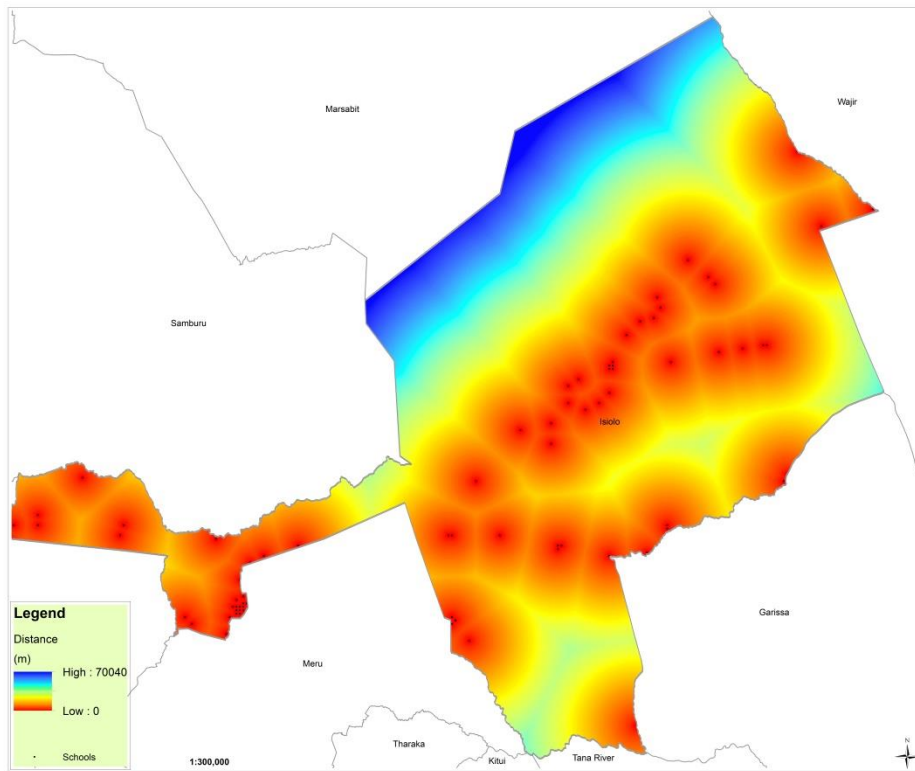 Marsabit
Wajir
Samburu
Isiolo
Garissa
Meru
Tharaka
Kitui
Tana River
Legend
Distance
(m)
High : 70040
Low : 0
Schools
1:300,000
N